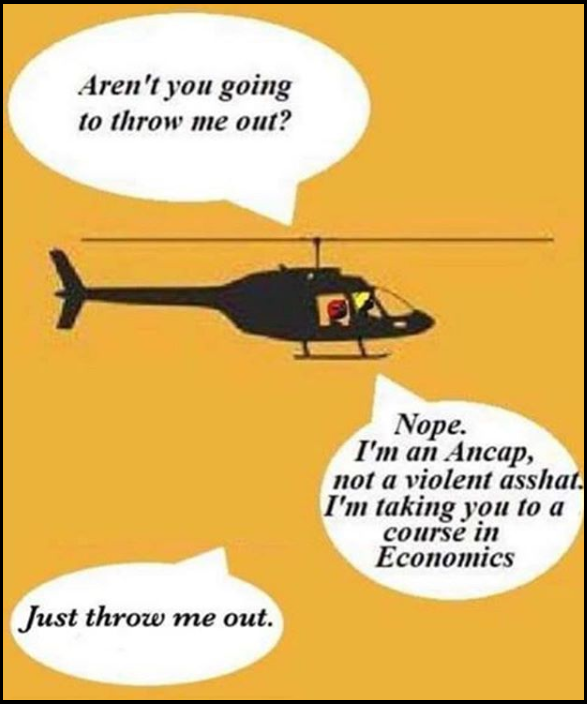 Aren't you going
to throw me out?
Nope.
I'm an Ancap,
not a violent asshat.
I'm taking you to a
course in
Economics
Just throw me out.